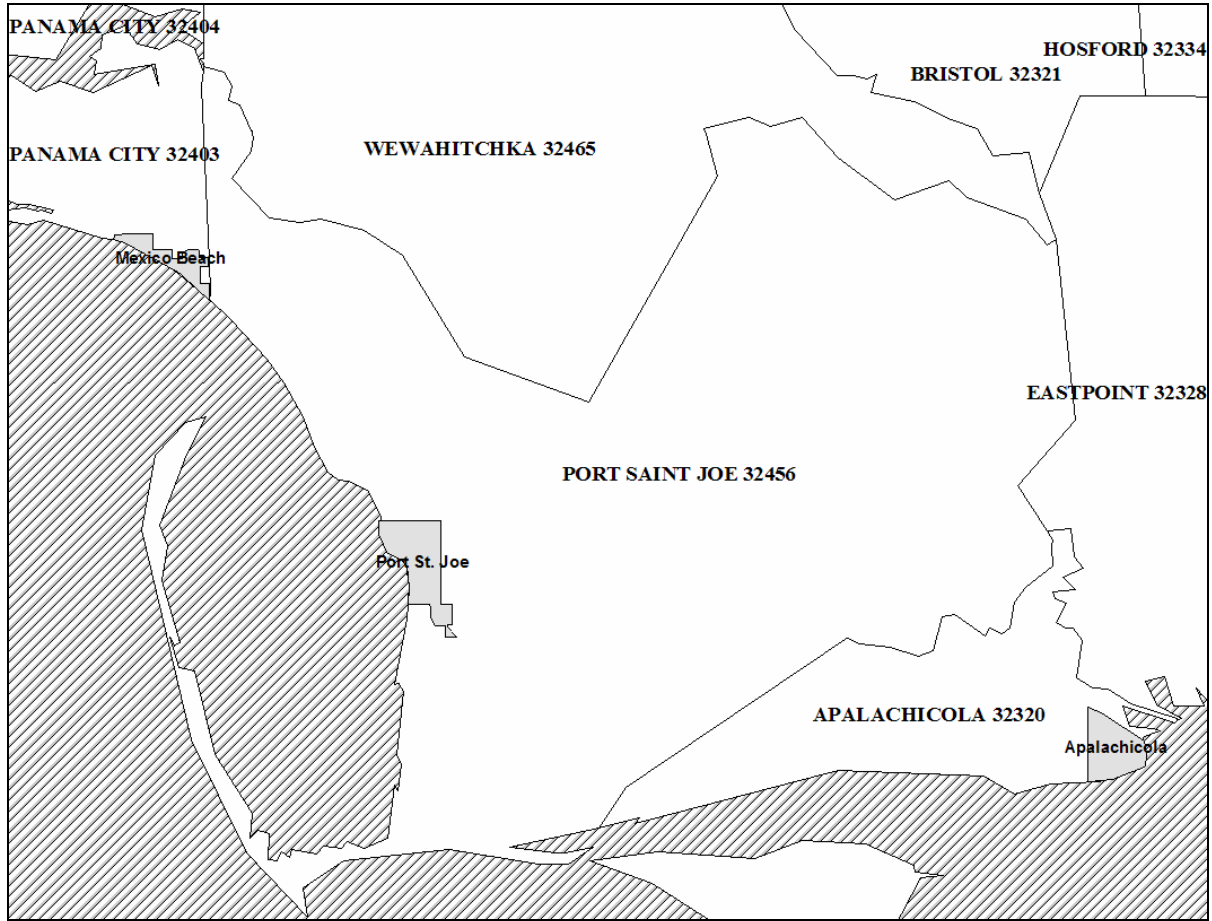 PANAMA CITY 32404
HOSFORD 32334
BRISTOL 32321
WEWAHITCHKA 32465
PANAMA CITY 32403
Mexico Beach
EASTPOINT 32328
PORT SAINT JOE 32456
Port St. Joe
APALACHICOLA 32320
Apalachicola